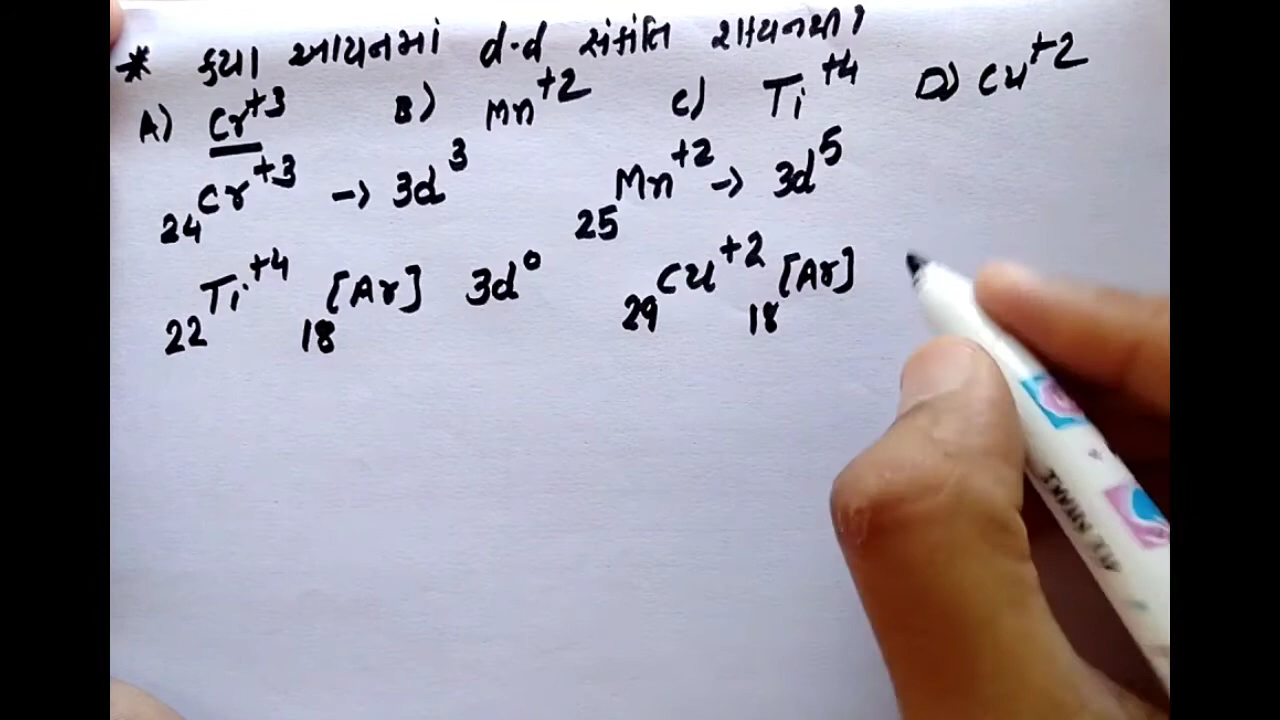 * કયા આયનમાં d-d સંક્રાંતિ શક્ય નથી?
A) Cr+3 B) Mn+2 C) Ti+4 D) Cu+2
24Cr+3 → 3d3 25Mn+2 → 3d5
22Ti+4 18[Ar] 3d0 29Cu+2 18[Ar]